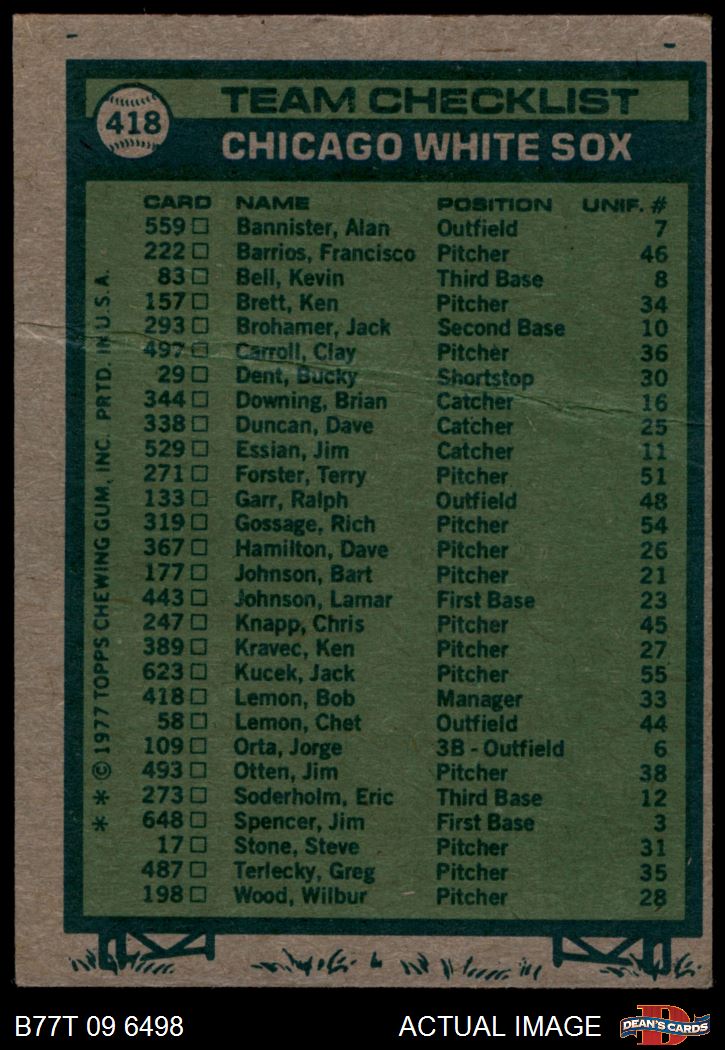 418
TEAM CHECKLIST
CHICAGO WHITE SOX
CARD NAME POSITION UNIF. #
559 Bannister, Alan Outfield 7
222 Barrios, Francisco Pitcher 46
83 Bell, Kevin Third Base 8
157 Brett, Ken Pitcher 34
293 Brohamer, Jack Second Base 10
497 Carroll, Clay Pitcher 36
29 Dent, Bucky Shortstop 30
344 Downing, Brian Catcher 16
338 Duncan, Dave Catcher 25
529 Essian, Jim Catcher 11
271 Forster, Terry Pitcher 51
133 Garr, Ralph Outfield 48
319 Gossage, Rich Pitcher 54
367 Hamilton, Dave Pitcher 26
177 Johnson, Bart Pitcher 21
443 Johnson, Lamar First Base 23
247 Knapp, Chris Pitcher 45
389 Kravec, Ken Pitcher 27
623 Kucek, Jack Pitcher 55
418 Lemon, Bob Manager 33
58 Lemon, Chet Outfield 44
109 Orta, Jorge 3B - Outfield 6
493 Otten, Jim Pitcher 38
273 Soderholm, Eric Third Base 12
648 Spencer, Jim First Base 3
17 Stone, Steve Pitcher 31
487 Terlecky, Greg Pitcher 35
198 Wood, Wilbur Pitcher 28
* * © 1977 TOPPS CHEWING GUM, INC. PRTD. IN U.S.A.
B77T 09 6498 ACTUAL IMAGE
D
DEAN'S CARDS